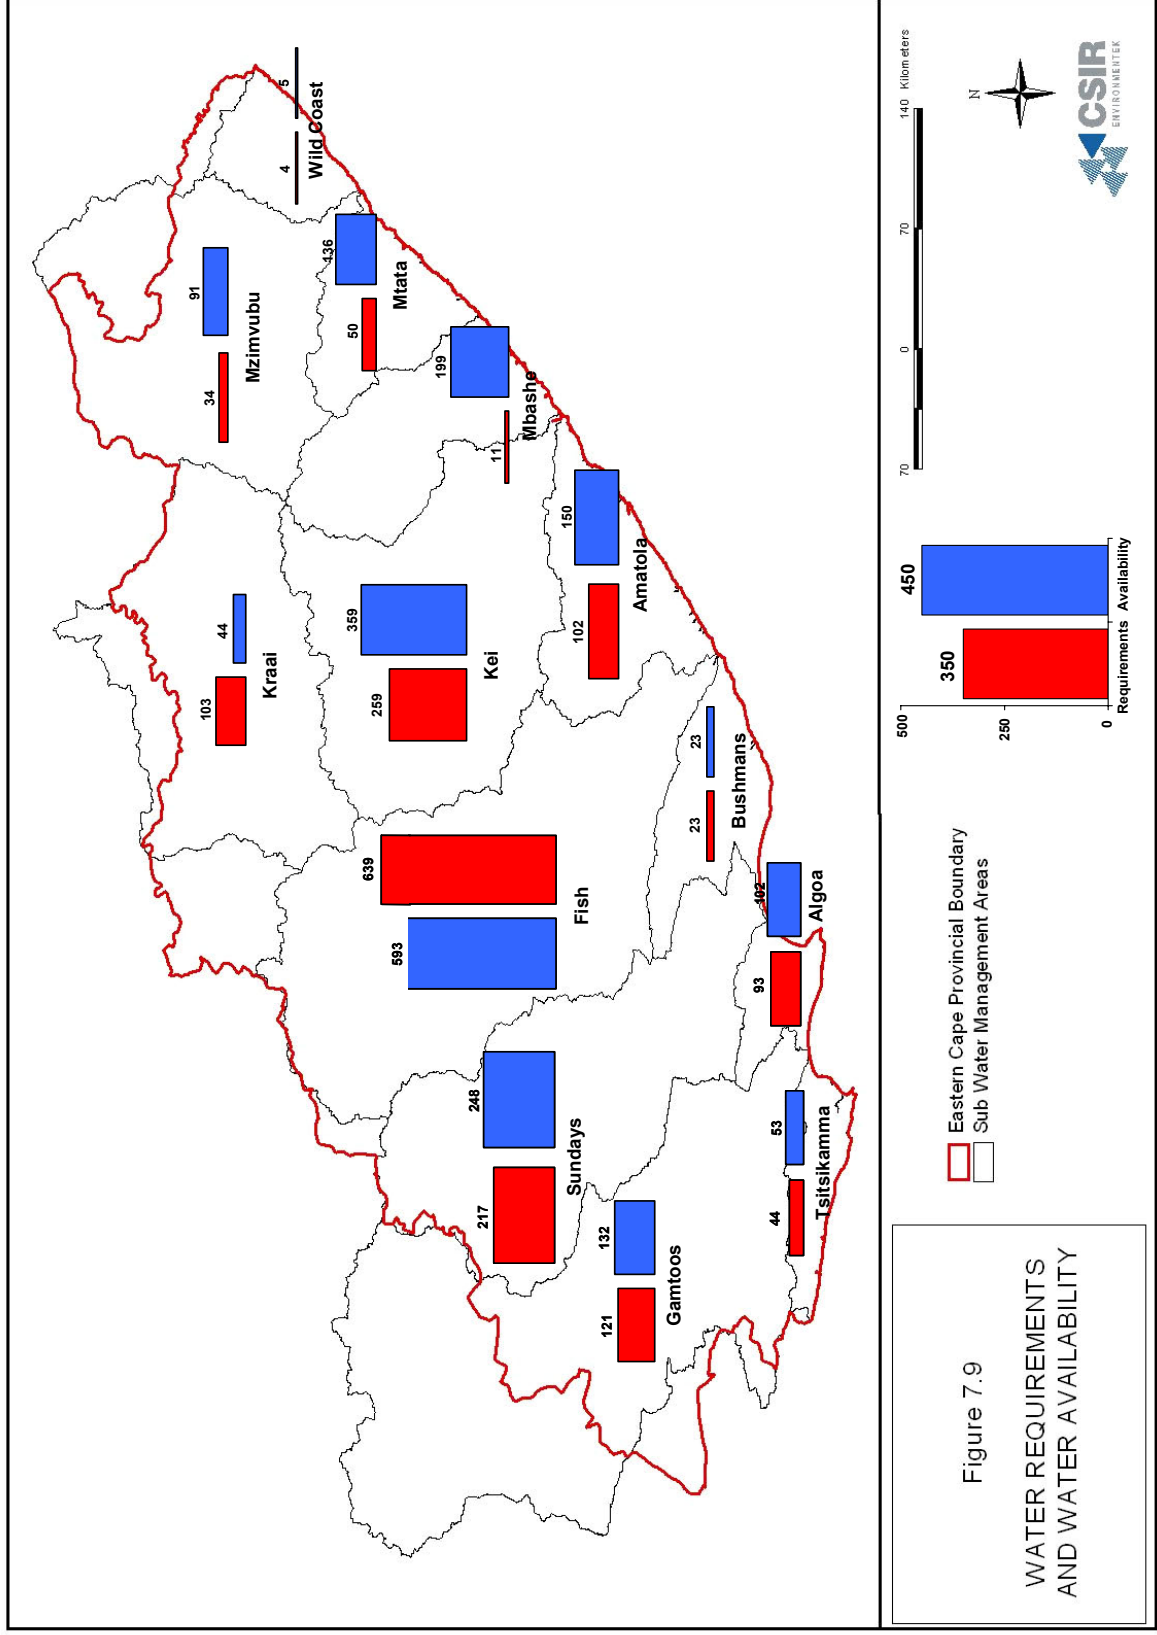 5
4
Wild Coast
91
34
Mzimvubu
136
50
Mtata
199
11
Mbashe
44
103
Kraai
359
259
Kei
150
102
Amatola
639
593
Fish
23
23
Bushmans
102
93
Algoa
248
217
Sundays
132
121
Gamtoos
53
44
Tsitsikamma
Figure 7.9
WATER REQUIREMENTS
AND WATER AVAILABILITY
Eastern Cape Provincial Boundary
Sub Water Management Areas
500
250
0
350
450
Requirements Availability
70 0 70 140 Kilometers
N
CSIR
ENVIRONMENTEK